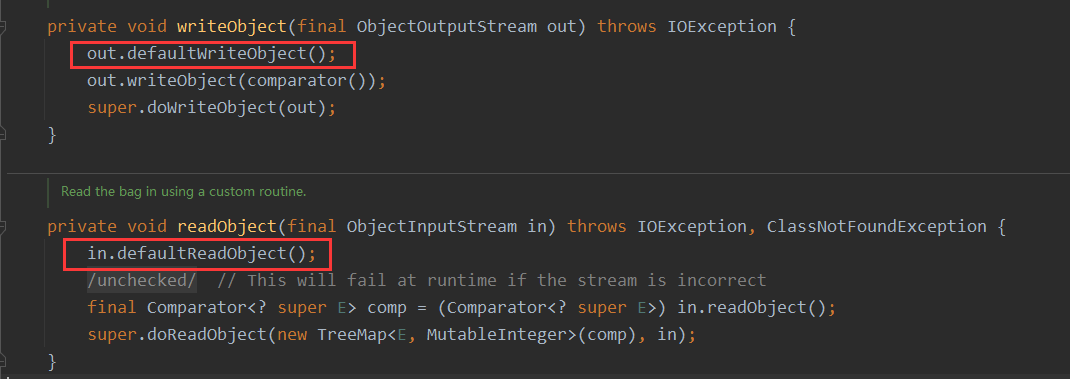 private void writeObject(final ObjectOutputStream out) throws IOException {
out.defaultWriteObject();
out.writeObject(comparator());
super.doWriteObject(out);
}
Read the bag in using a custom routine.
private void readObject(final ObjectInputStream in) throws IOException, ClassNotFoundException {
in.defaultReadObject();
/unchecked/ // This will fail at runtime if the stream is incorrect
final Comparator<? super E> comp = (Comparator<? super E>) in.readObject();
super.doReadObject(new TreeMap<E, MutableInteger>(comp), in);
}